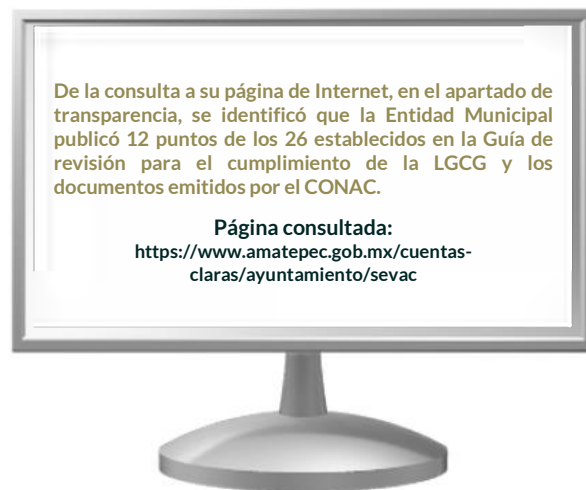 De la consulta a su página de Internet, en el apartado de
transparencia, se identificó que la Entidad Municipal
publicó 12 puntos de los 26 establecidos en la Guía de
revisión para el cumplimiento de la LGCG y los
documentos emitidos por el CONAC.
Página consultada:
https://www.amatepec.gob.mx/cuentas-
claras/ayuntamiento/sevac